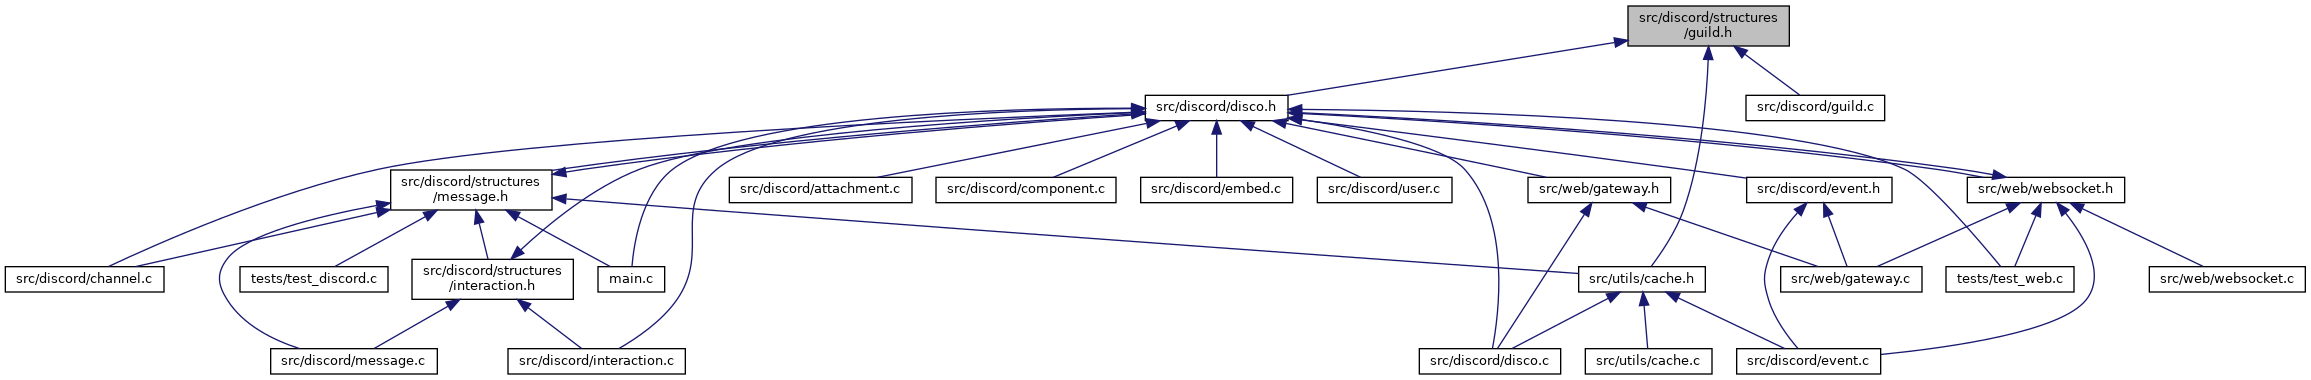 src/discord/structures
/guild.h
src/discord/disco.h
src/discord/guild.c
src/discord/structures
/message.h
src/discord/attachment.c
src/discord/component.c
src/discord/embed.c
src/discord/user.c
src/web/gateway.h
src/discord/event.h
src/web/websocket.h
src/discord/channel.c
tests/test_discord.c
src/discord/structures
/interaction.h
main.c
src/utils/cache.h
src/web/gateway.c
tests/test_web.c
src/web/websocket.c
src/discord/message.c
src/discord/interaction.c
src/discord/disco.c
src/utils/cache.c
src/discord/event.c